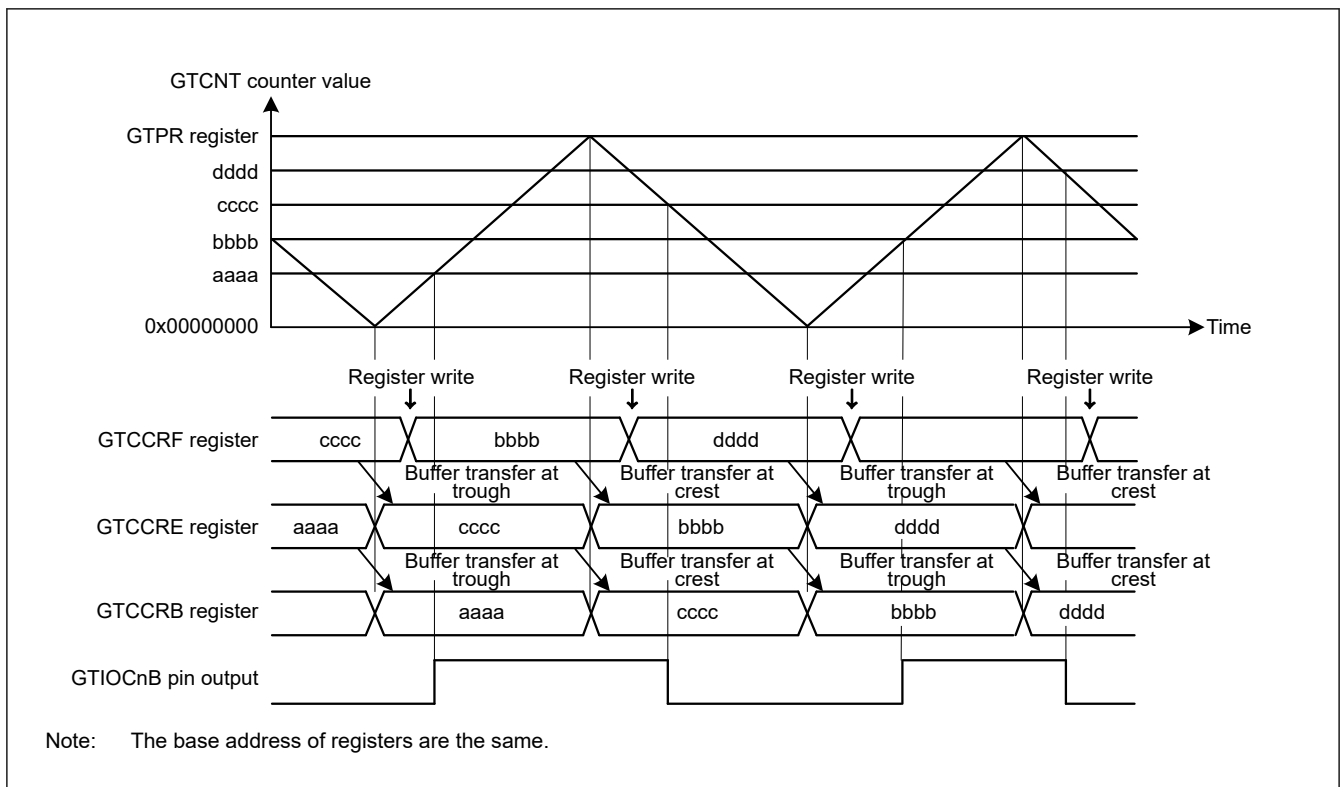 GTCNT counter value
GTPR register
dddd
cccc
bbbb
aaaa
0x00000000
Time
Register write Register write Register write Register write
GTCCRF register cccc bbbb dddd
Buffer transfer at trough Buffer transfer at crest Buffer transfer at trough Buffer transfer at crest
GTCCRE register aaaa cccc bbbb dddd
Buffer transfer at trough Buffer transfer at crest Buffer transfer at trough Buffer transfer at crest
GTCCRB register aaaa cccc bbbb dddd
GTIOCnB pin output
Note: The base address of registers are the same.